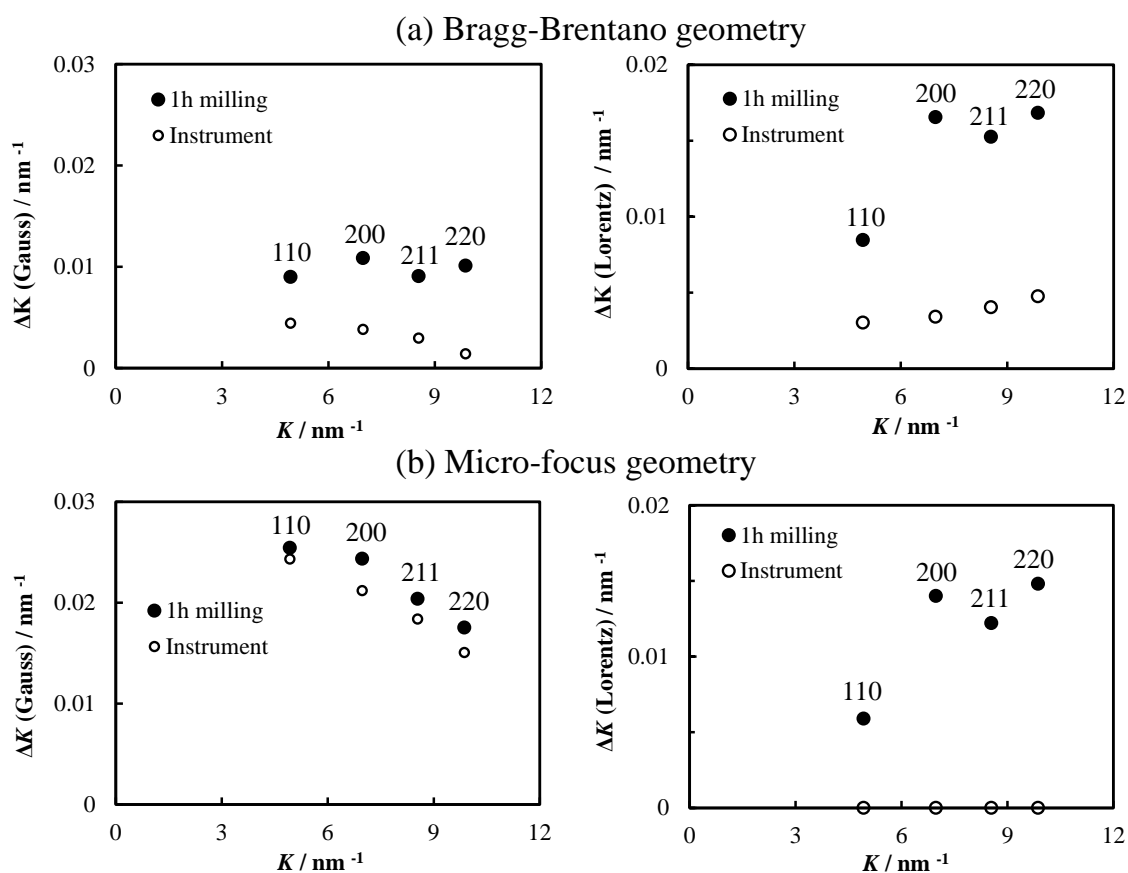 (a) Bragg-Brentano geometry
0.03
0.02
0.01
0
0 3 6 9 12
ΔK ((Gauss) / nm -1
K / nm -1
1h milling
Instrument
110
200
211
220
0.02
0.01
0
0 3 6 9 12
ΔK (Lorentz) / nm -1
K / nm -1
1h milling
Instrument
110
200
211
220
(b) Micro-focus geometry
0.03
0.02
0.01
0
0 3 6 9 12
ΔK (Gauss) / nm -1
K / nm -1
1h milling
Instrument
110
200
211
220
0.02
0.01
0
0 3 6 9 12
ΔK (Lorentz) / nm -1
K / nm -1
1h milling
Instrument
110
200
211
220